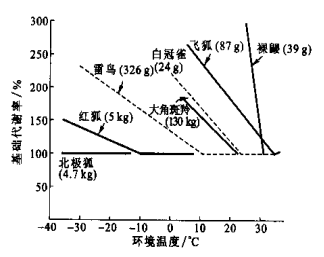 300
250
200
150
100
50
基础代谢率/%
雷鸟(326 g)
白冠雀
(24 g)
飞狐(87 g)
裸鼹(39 g)
红狐(5 kg)
大角斑羚
(130 kg)
北极狐
(4.7 kg)
-40 -30 -20 -10 0 10 20 30 40
环境温度/℃